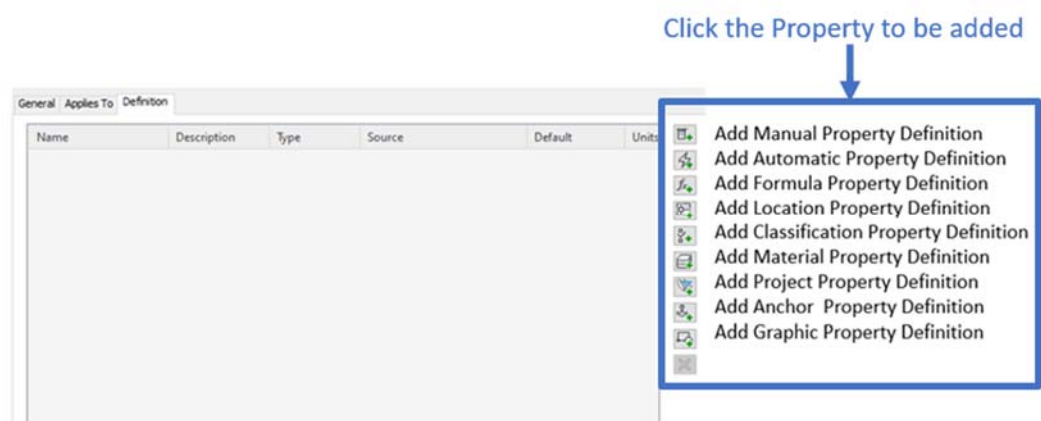 Click the Property to be added
General Applies To Definition
Name Description Type Source Default Units
Add Manual Property Definition
Add Automatic Property Definition
Add Formula Property Definition
Add Location Property Definition
Add Classification Property Definition
Add Material Property Definition
Add Project Property Definition
Add Anchor Property Definition
Add Graphic Property Definition